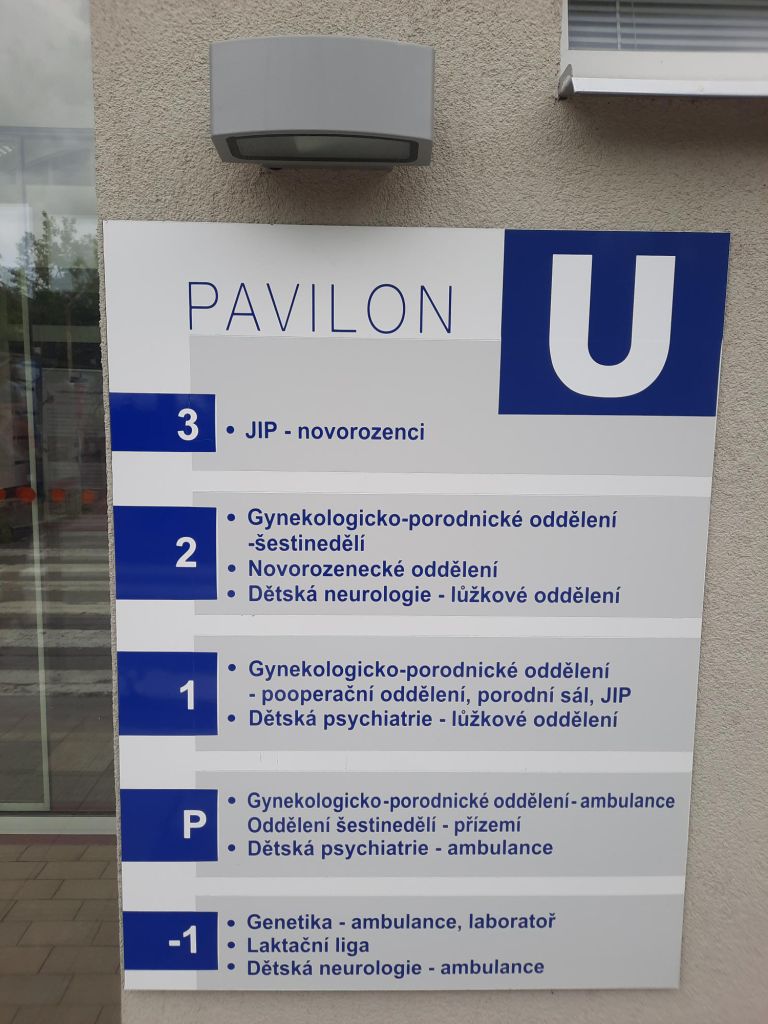 PAVILON U
3
• JIP - novorozenci
2
• Gynekologicko-porodnické oddělení
-šestinedělí
• Novorozenecké oddělení
• Dětská neurologie - lůžkové oddělení
1
• Gynekologicko-porodnické oddělení
- pooperační oddělení, porodní sál, JIP
• Dětská psychiatrie - lůžkové oddělení
P
• Gynekologicko-porodnické oddělení- ambulance
Oddělení šestinedělí - přízemí
• Dětská psychiatrie - ambulance
-1
• Genetika - ambulance, laboratoř
• Laktační liga
• Dětská neurologie - ambulance